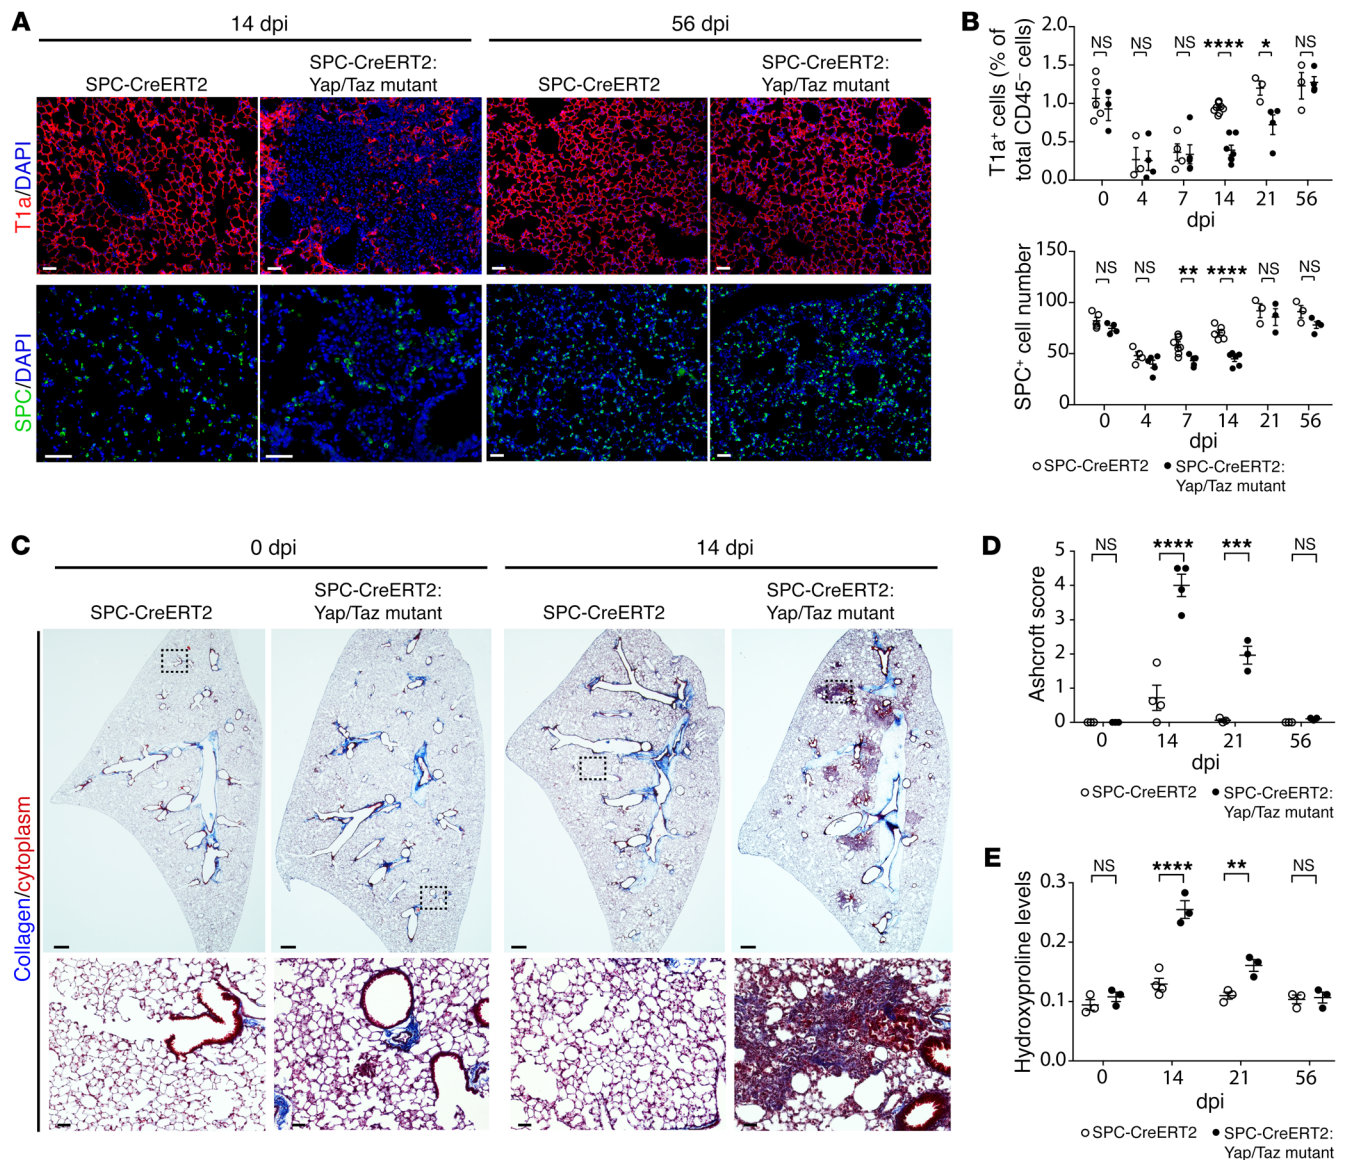 A
14 dpi
56 dpi
SPC-CreERT2
SPC-CreERT2:
Yap/Taz mutant
SPC-CreERT2
SPC-CreERT2:
Yap/Taz mutant
T1a/DAPI
SPC/DAPI
B
T1a⁺ cells (% of
total CD45⁻ cells)
2.0
1.5
1.0
0.5
0.0
NS
NS
NS
****
*
NS
0
4
7
14
21
56
dpi
SPC⁺ cell number
150
100
50
0
NS
NS
**
****
NS
NS
0
4
7
14
21
56
dpi
SPC-CreERT2
SPC-CreERT2:
Yap/Taz mutant
C
0 dpi
14 dpi
SPC-CreERT2
SPC-CreERT2:
Yap/Taz mutant
SPC-CreERT2
SPC-CreERT2:
Yap/Taz mutant
Collagen/cytoplasm
D
Ashcroft score
5
4
3
2
1
0
NS
****
***
NS
0
14
21
56
dpi
SPC-CreERT2
SPC-CreERT2:
Yap/Taz mutant
E
Hydroxyproline levels
0.3
0.2
0.1
0.0
NS
****
**
NS
0
14
21
56
dpi
SPC-CreERT2
SPC-CreERT2:
Yap/Taz mutant